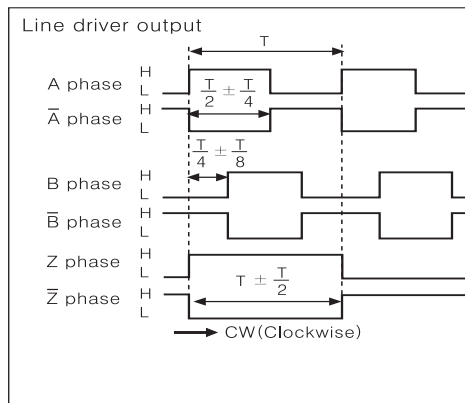 Line driver output
T
H
A phase
L
T/2 ± T/4
H
A̅ phase
L
T/4 ± T/8
H
B phase
L
H
B̅ phase
L
H
Z phase
L
T ± T/2
H
Z̅ phase
L
CW(Clockwise)